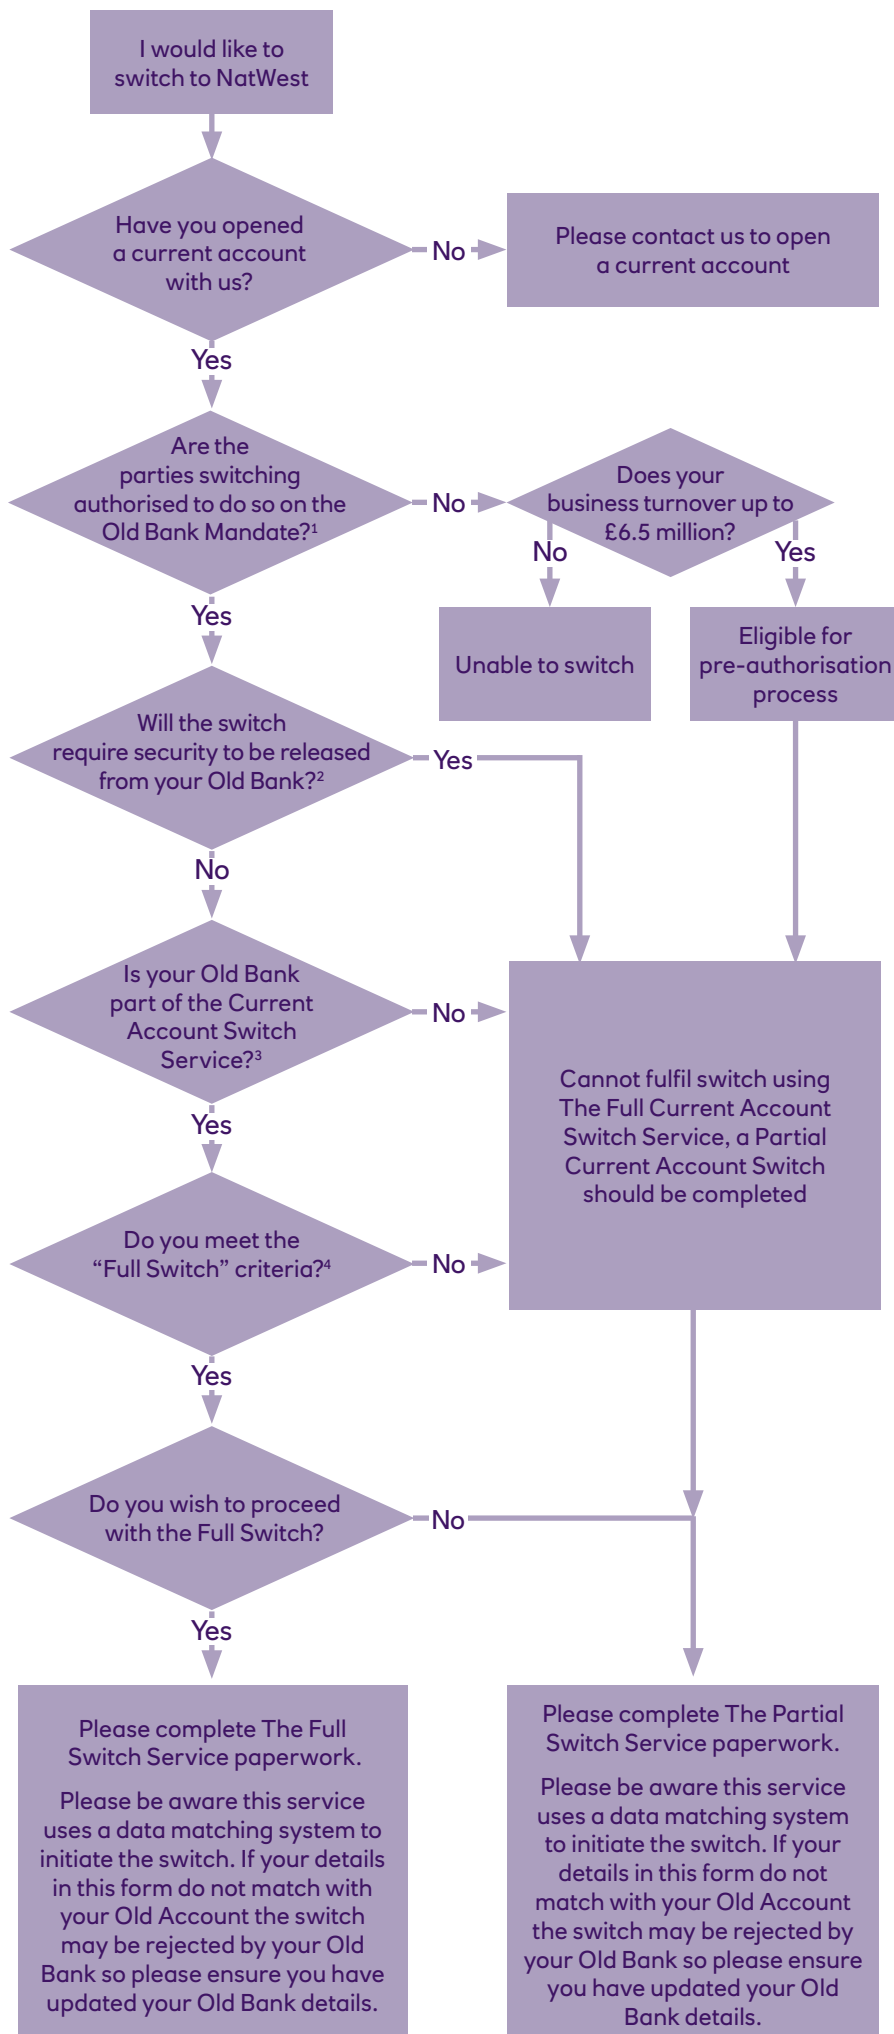 I would like to
switch to NatWest
Have you opened
a current account
with us?
No
Please contact us to open
a current account
Yes
Are the
parties switching
authorised to do so on the
Old Bank Mandate?¹
No
Does your
business turnover up to
£6.5 million?
No
Yes
Unable to switch
Eligible for
pre-authorisation
process
Yes
Will the switch
require security to be released
from your Old Bank?²
Yes
No
Is your Old Bank
part of the Current
Account Switch
Service?³
No
Cannot fulfil switch using
The Full Current Account
Switch Service, a Partial
Current Account Switch
should be completed
Yes
Do you meet the
“Full Switch” criteria?⁴
No
Yes
Do you wish to proceed
with the Full Switch?
No
Yes
Please complete The Full
Switch Service paperwork.
Please be aware this service
uses a data matching system to
initiate the switch. If your details
in this form do not match with
your Old Account the switch
may be rejected by your Old
Bank so please ensure you have
updated your Old Bank details.
Please complete The Partial
Switch Service paperwork.
Please be aware this service
uses a data matching system
to initiate the switch. If your
details in this form do not
match with your Old Account
the switch may be rejected by
your Old Bank so please ensure
you have updated your Old
Bank details.